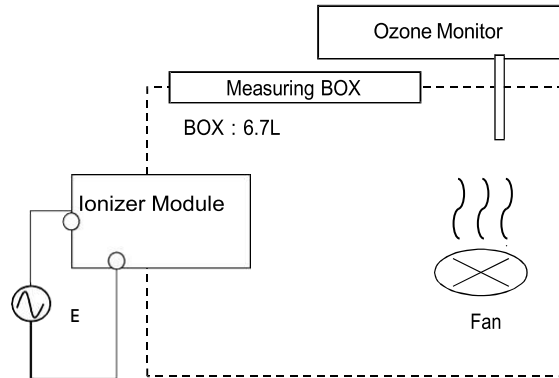 Ozone Monitor
Measuring BOX
BOX : 6.7L
Ionizer Module
E
Fan